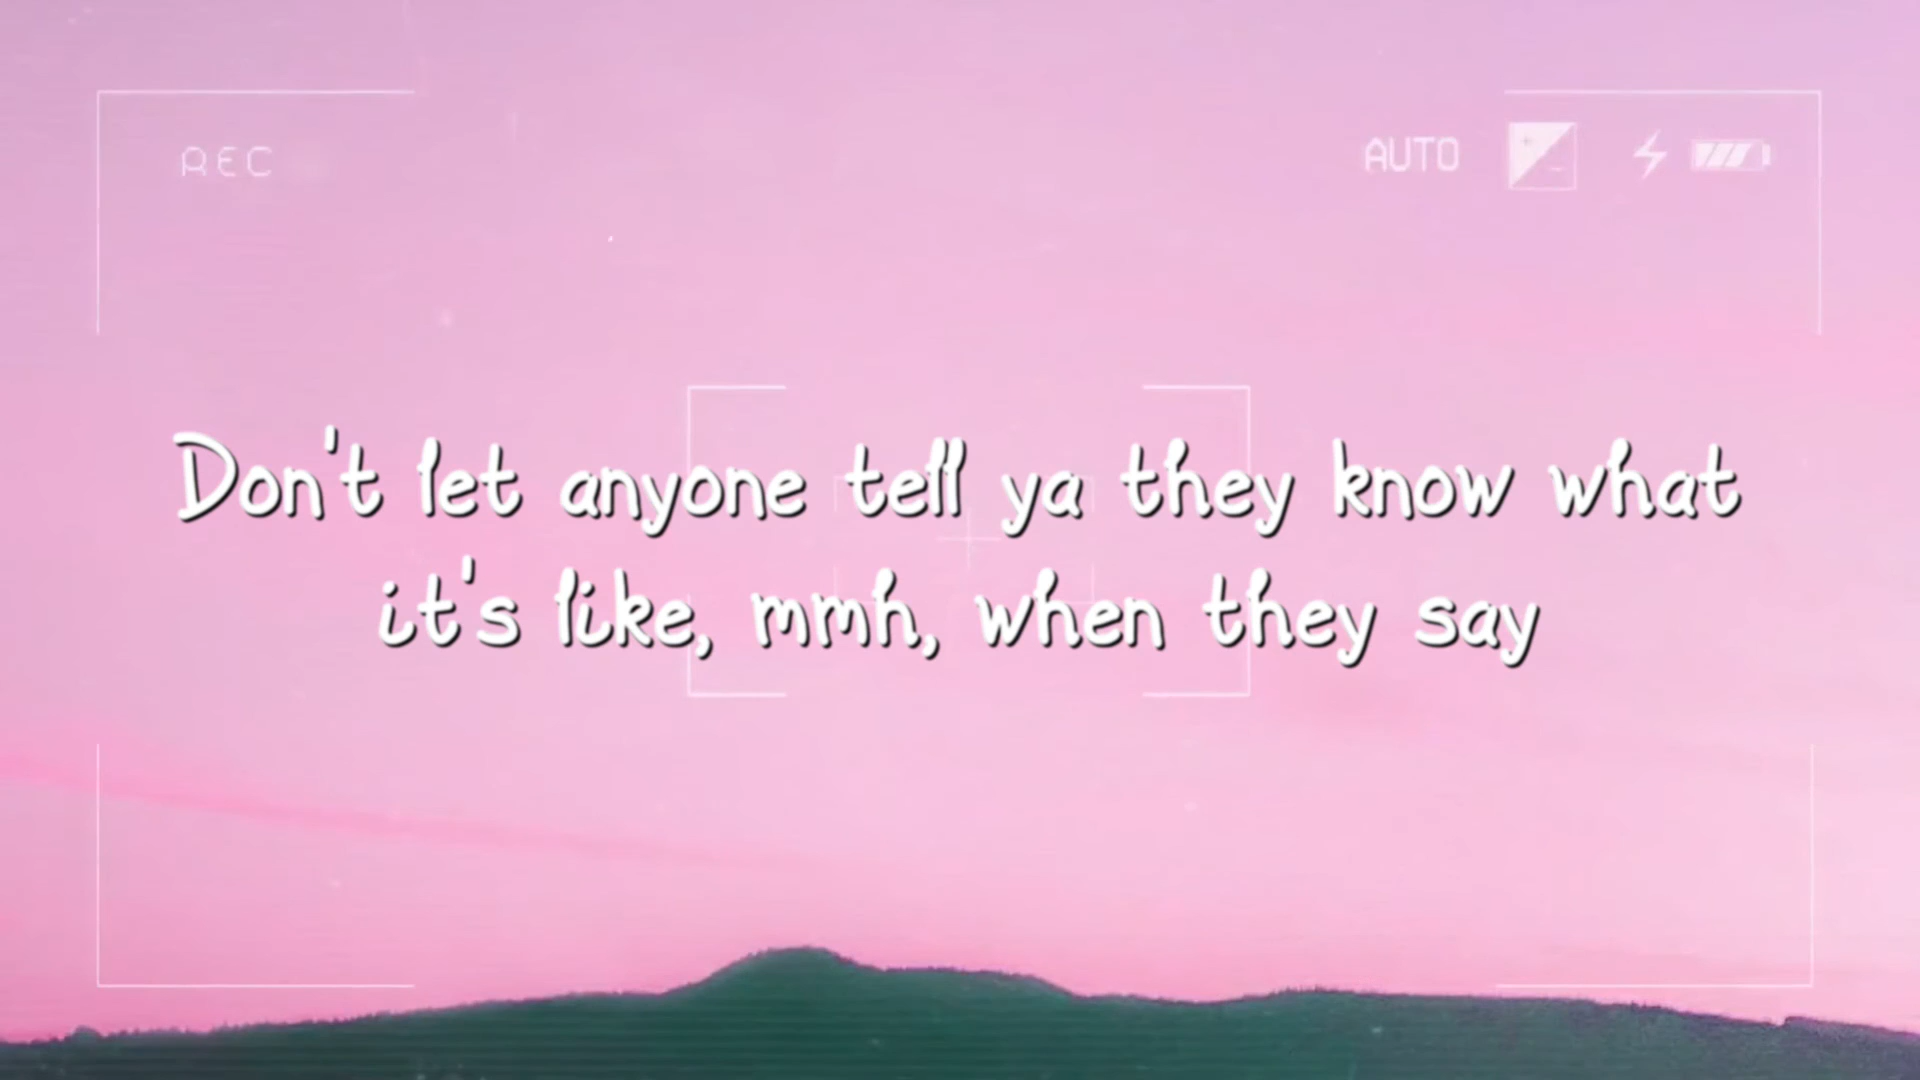 REC
AUTO
Don't let anyone tell ya they know what
it's like, mmh, when they say